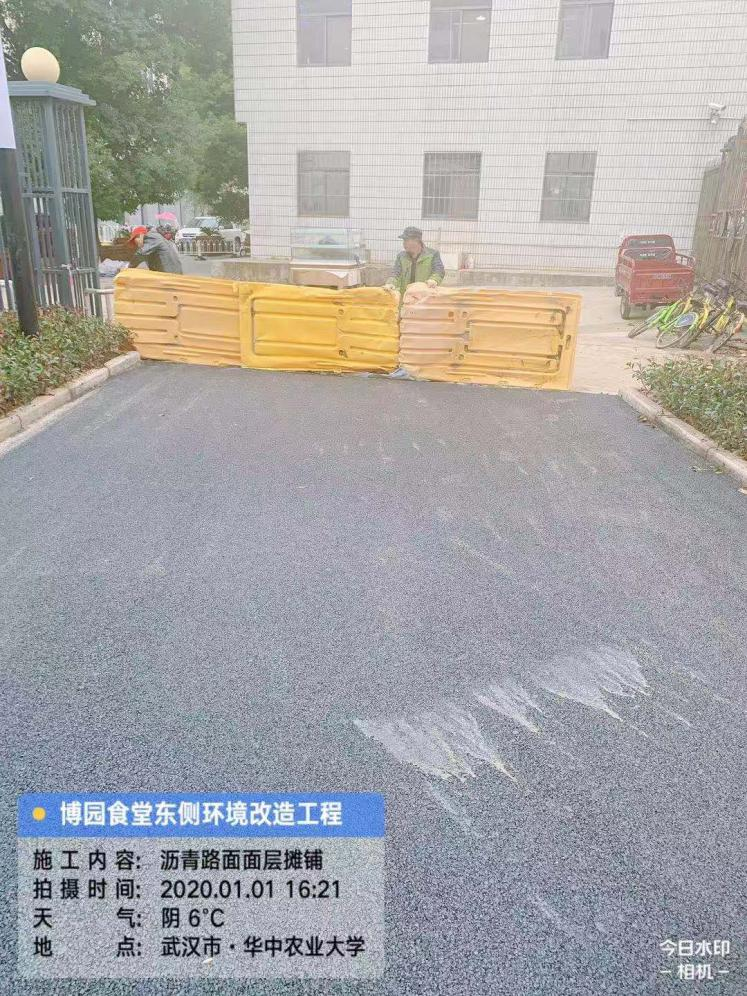 博园食堂东侧环境改造工程
施工内容: 沥青路面面层摊铺
拍摄时间: 2020.01.01 16:21
天气: 阴 6°C
地点: 武汉市·华中农业大学
今日水印
-相机-